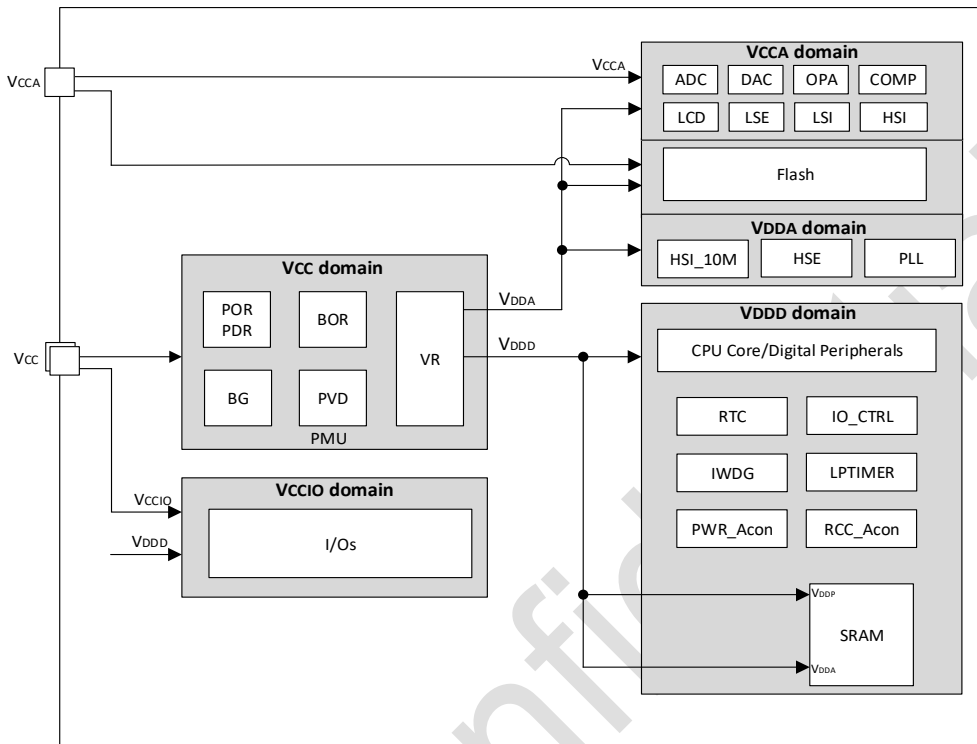 VCCA domain
VCCA
VCCA
ADC
DAC
OPA
COMP
LCD
LSE
LSI
HSI
Flash
VDDA domain
HSI_10M
HSE
PLL
VCC domain
POR
PDR
BOR
VR
BG
PVD
PMU
VDDA
VDDD
VCC
VDDD domain
CPU Core/Digital Peripherals
RTC
IO_CTRL
IWDG
LPTIMER
PWR_Acon
RCC_Acon
VDDP
SRAM
VDDA
VCCIO domain
VCCIO
VDDD
I/Os